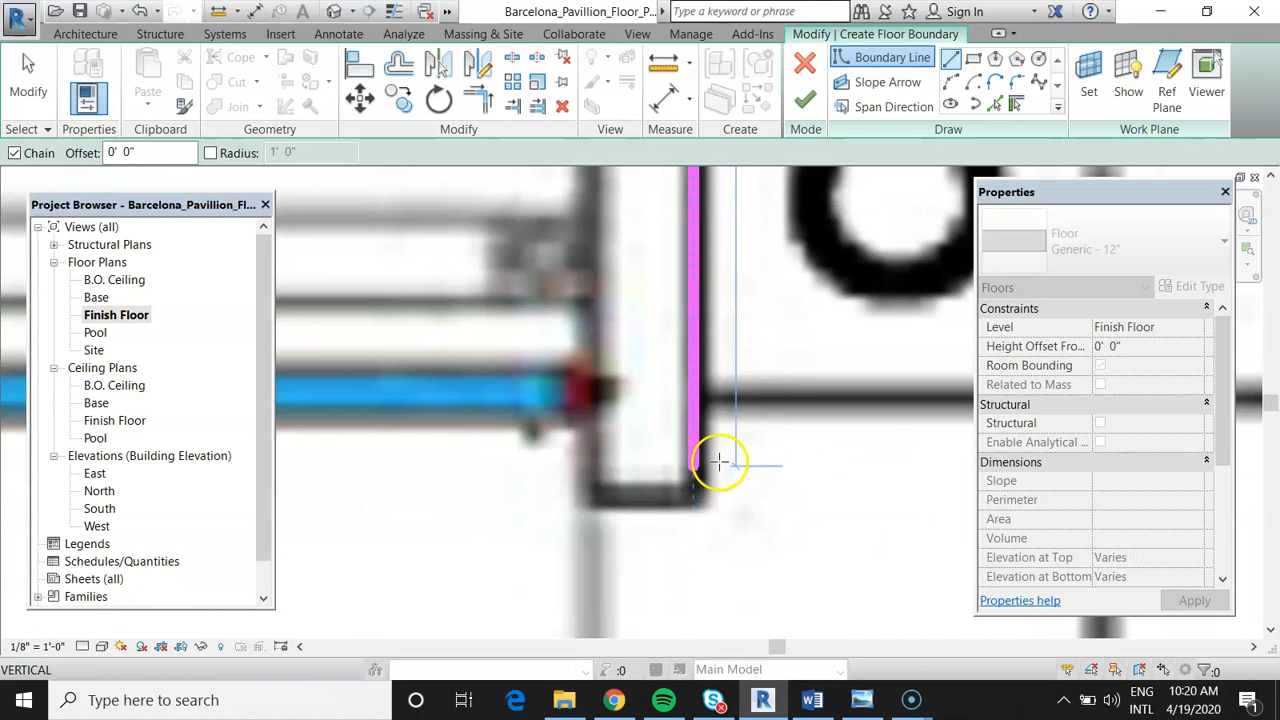 Barcelona_Pavillion_Floor_P...
Type a keyword or phrase
Sign In
Modify | Create Floor Boundary
Architecture Structure Systems Insert Annotate Analyze Massing & Site Collaborate View Manage Add-Ins
Modify
Paste
Cope
Cut
Join
Boundary Line
Slope Arrow
Span Direction
Set
Show
Ref
Plane
Viewer
Select Properties Clipboard Geometry Modify View Measure Create Mode Draw Work Plane
Chain Offset: 0' 0" Radius: 1' 0"
Project Browser - Barcelona_Pavillion_Fl...
Views (all)
Structural Plans
Floor Plans
B.O. Ceiling
Base
Finish Floor
Pool
Site
Ceiling Plans
B.O. Ceiling
Base
Finish Floor
Pool
Elevations (Building Elevation)
East
North
South
West
Legends
Schedules/Quantities
Sheets (all)
Families
Properties
Floor
Generic - 12"
Floors
Edit Type
Constraints
Level Finish Floor
Height Offset Fro... 0' 0"
Room Bounding
Related to Mass
Structural
Structural
Enable Analytical ...
Dimensions
Slope
Perimeter
Area
Volume
Elevation at Top Varies
Elevation at Bottom Varies
Properties help
Apply
1/8" = 1'-0"
VERTICAL
:0
Main Model
:0
Type here to search
ENG
INTL
10:20 AM
4/19/2020
1